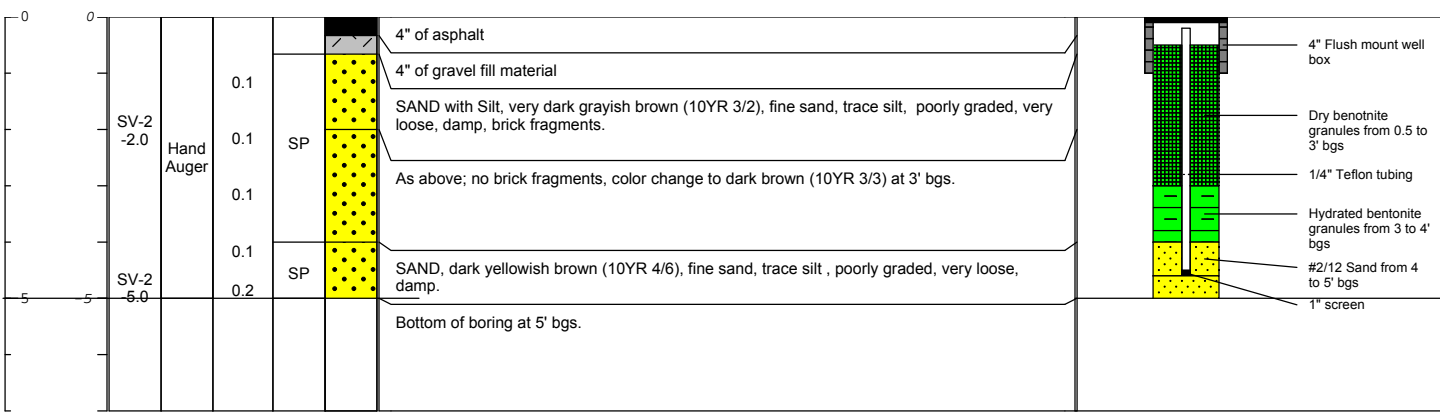 0
0
4" of asphalt
4" Flush mount well
box
4" of gravel fill material
0.1
SAND with Silt, very dark grayish brown (10YR 3/2), fine sand, trace silt, poorly graded, very
loose, damp, brick fragments.
SV-2
-2.0
Hand
Auger
0.1
SP
Dry benotnite
granules from 0.5 to
3' bgs
As above; no brick fragments, color change to dark brown (10YR 3/3) at 3' bgs.
1/4" Teflon tubing
0.1
Hydrated bentonite
granules from 3 to 4'
bgs
0.1
SV-2
-5.0
0.2
SP
SAND, dark yellowish brown (10YR 4/6), fine sand, trace silt , poorly graded, very loose,
damp.
#2/12 Sand from 4
to 5' bgs
1" screen
5
-5
Bottom of boring at 5' bgs.